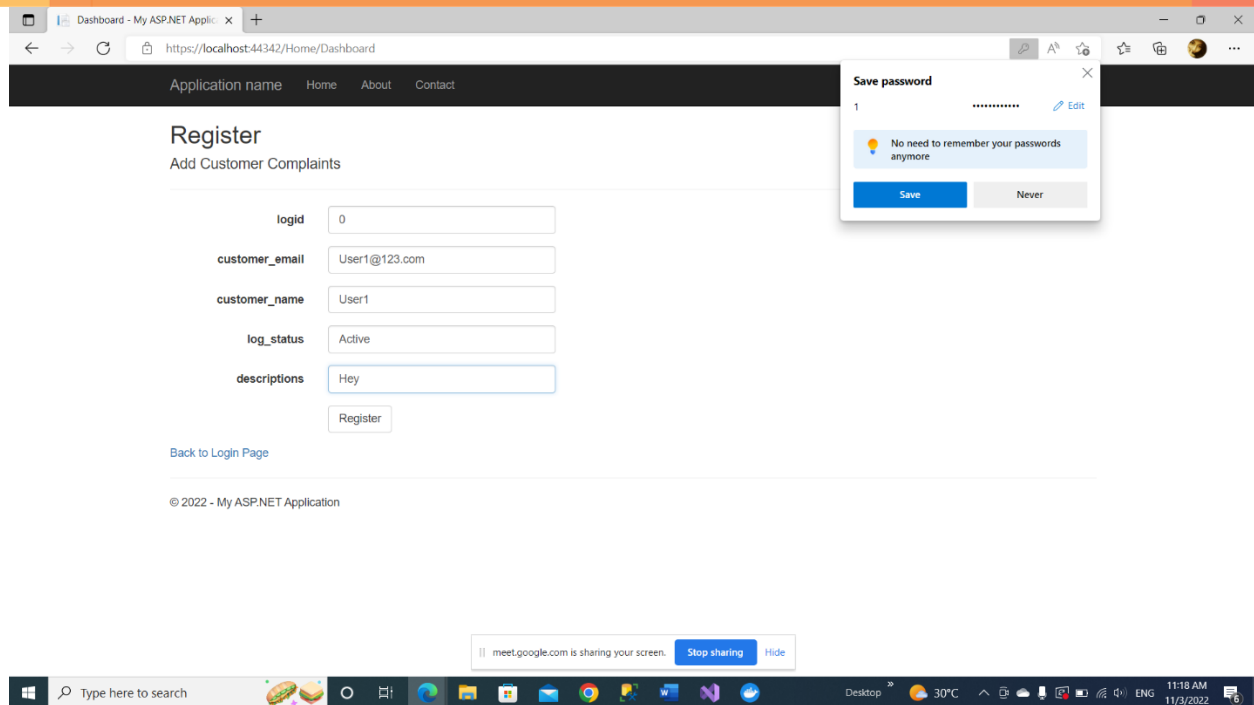 Dashboard - My ASP.NET Applic
https://localhost:44342/Home/Dashboard
Application name Home About Contact
Save password
1 •••••••••••• Edit
No need to remember your passwords
anymore
Save Never
Register
Add Customer Complaints
logid 0
customer_email User1@123.com
customer_name User1
log_status Active
descriptions Hey
Register
Back to Login Page
© 2022 - My ASP.NET Application
meet.google.com is sharing your screen. Stop sharing Hide
Type here to search
Desktop » 30°C ENG 11:18 AM
11/3/2022 6